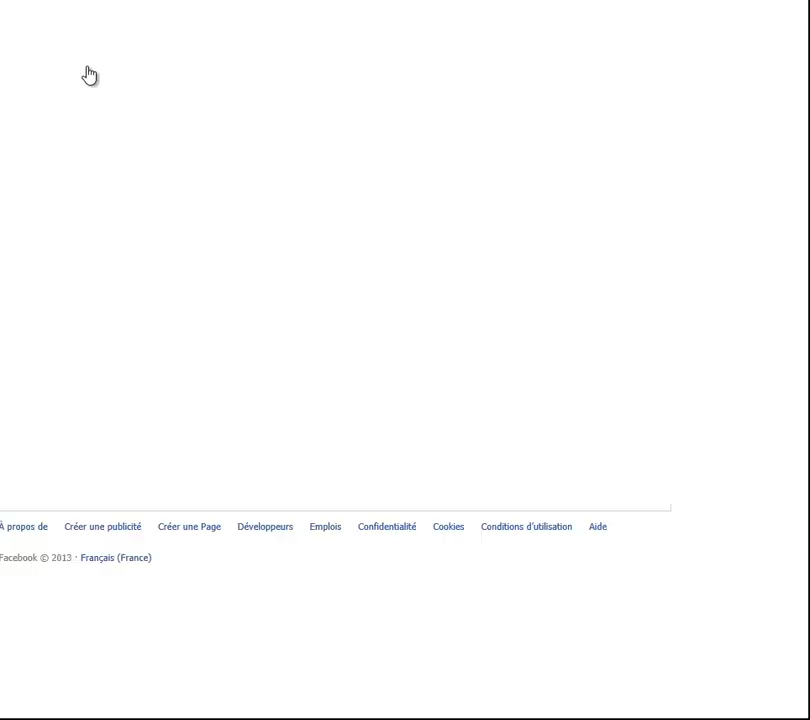 À propos de Créer une publicité Créer une Page Développeurs Emplois Confidentialité Cookies Conditions d'utilisation Aide
Facebook © 2013 · Français (France)